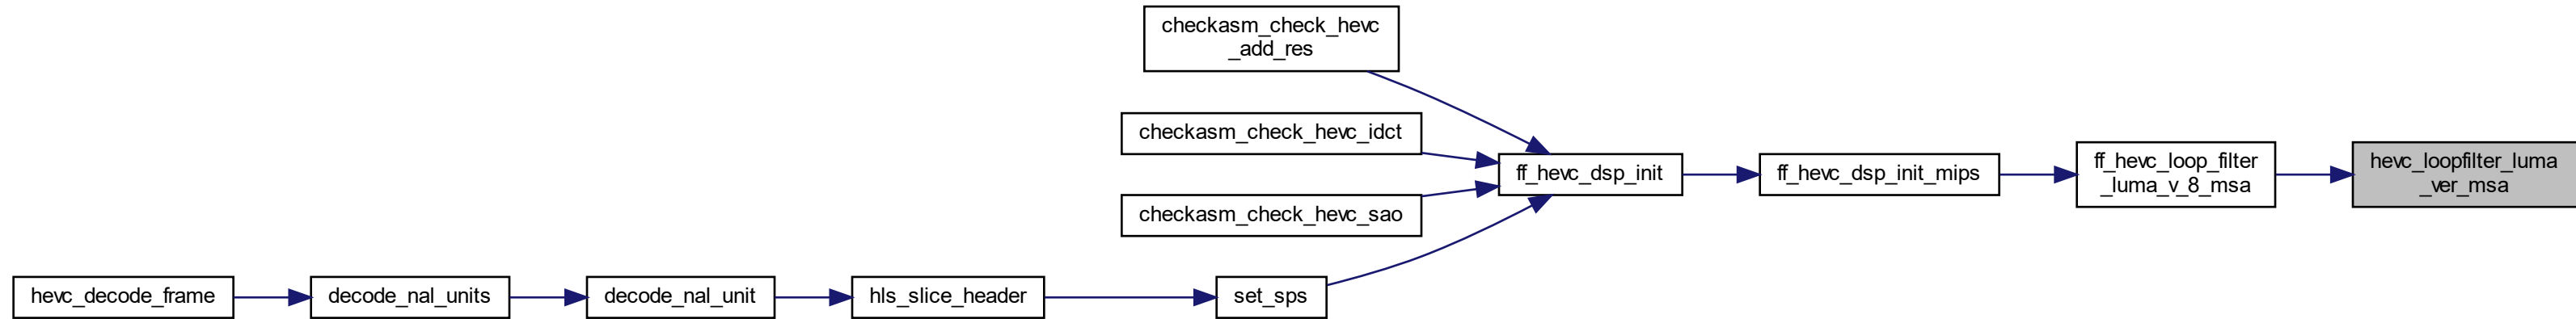 checkasm_check_hevc
_add_res
checkasm_check_hevc_idct
checkasm_check_hevc_sao
ff_hevc_dsp_init
ff_hevc_dsp_init_mips
ff_hevc_loop_filter
_luma_v_8_msa
hevc_loopfilter_luma
_ver_msa
hevc_decode_frame
decode_nal_units
decode_nal_unit
hls_slice_header
set_sps